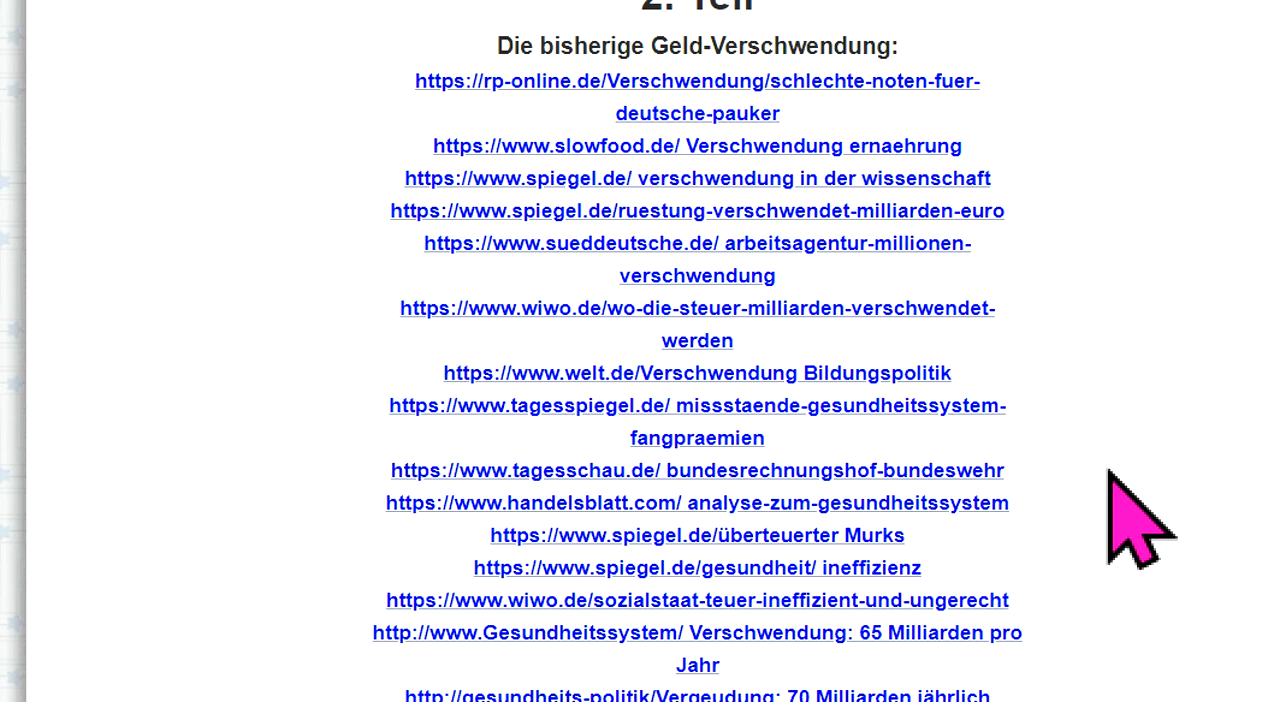 2. Teil
Die bisherige Geld-Verschwendung:
https://rp-online.de/Verschwendung/schlechte-noten-fuer-
deutsche-pauker
https://www.slowfood.de/ Verschwendung ernaehrung
https://www.spiegel.de/ verschwendung in der wissenschaft
https://www.spiegel.de/ruestung-verschwendet-milliarden-euro
https://www.sueddeutsche.de/ arbeitsagentur-millionen-
verschwendung
https://www.wiwo.de/wo-die-steuer-milliarden-verschwendet-
werden
https://www.welt.de/Verschwendung Bildungspolitik
https://www.tagesspiegel.de/ missstaende-gesundheitssystem-
fangpraemien
https://www.tagesschau.de/ bundesrechnungshof-bundeswehr
https://www.handelsblatt.com/ analyse-zum-gesundheitssystem
https://www.spiegel.de/überteuerter Murks
https://www.spiegel.de/gesundheit/ ineffizienz
https://www.wiwo.de/sozialstaat-teuer-ineffizient-und-ungerecht
http://www.Gesundheitssystem/ Verschwendung: 65 Milliarden pro
Jahr
http://gesundheits-politik/Vergeudung: 70 Milliarden jährlich